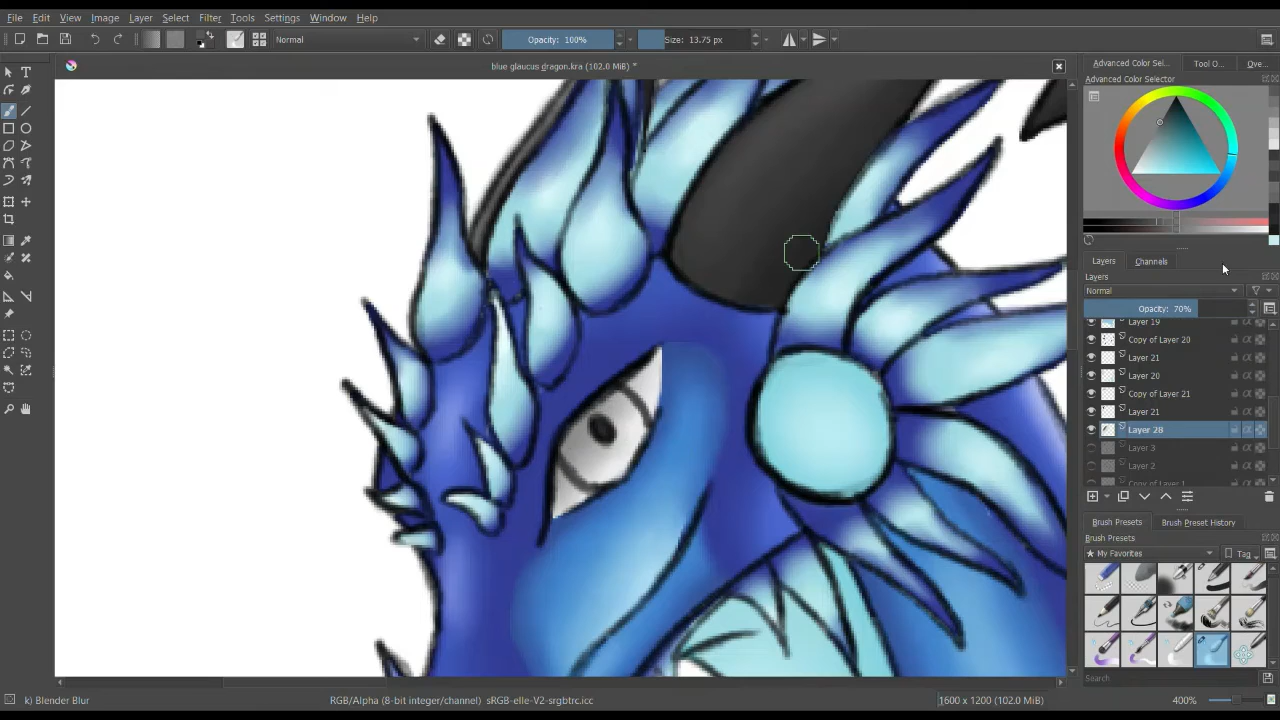 File Edit View Image Layer Select Filter Tools Settings Window Help
Normal Opacity: 100% Size: 13.75 px
blue glaucus dragon.kra (102.0 MiB) *
Advanced Color Sel... Tool O... Ove...
Advanced Color Selector
Layers Channels
Layers
Normal
Opacity: 70%
Layer 19
Copy of Layer 20
Layer 21
Layer 20
Copy of Layer 21
Layer 21
Layer 28
Layer 3
Layer 2
Copy of Layer 1
Brush Presets Brush Preset History
Brush Presets
★ My Favorites Tag
Search
k) Blender Blur RGB/Alpha (8-bit integer/channel) sRGB-elle-V2-srgbtrc.icc 1600 x 1200 (102.0 MiB) 400%